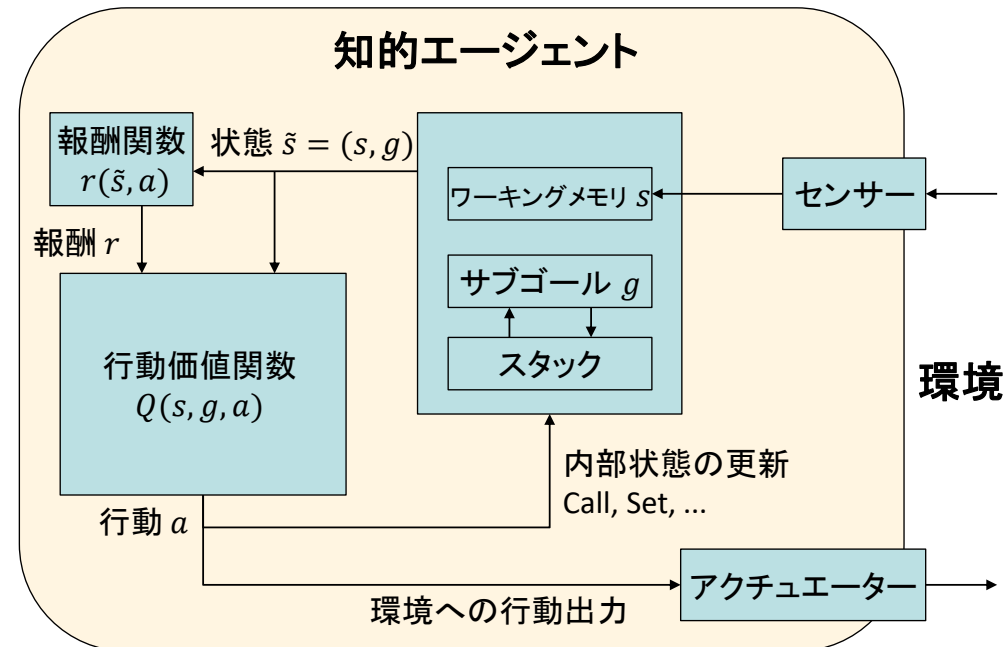 知的エージェント
報酬関数
r(s̃, a)
状態 s̃ = (s, g)
ワーキングメモリ s
センサー
報酬 r
サブゴール g
スタック
行動価値関数
Q(s, g, a)
環境
内部状態の更新
Call, Set, ...
行動 a
アクチュエーター
環境への行動出力